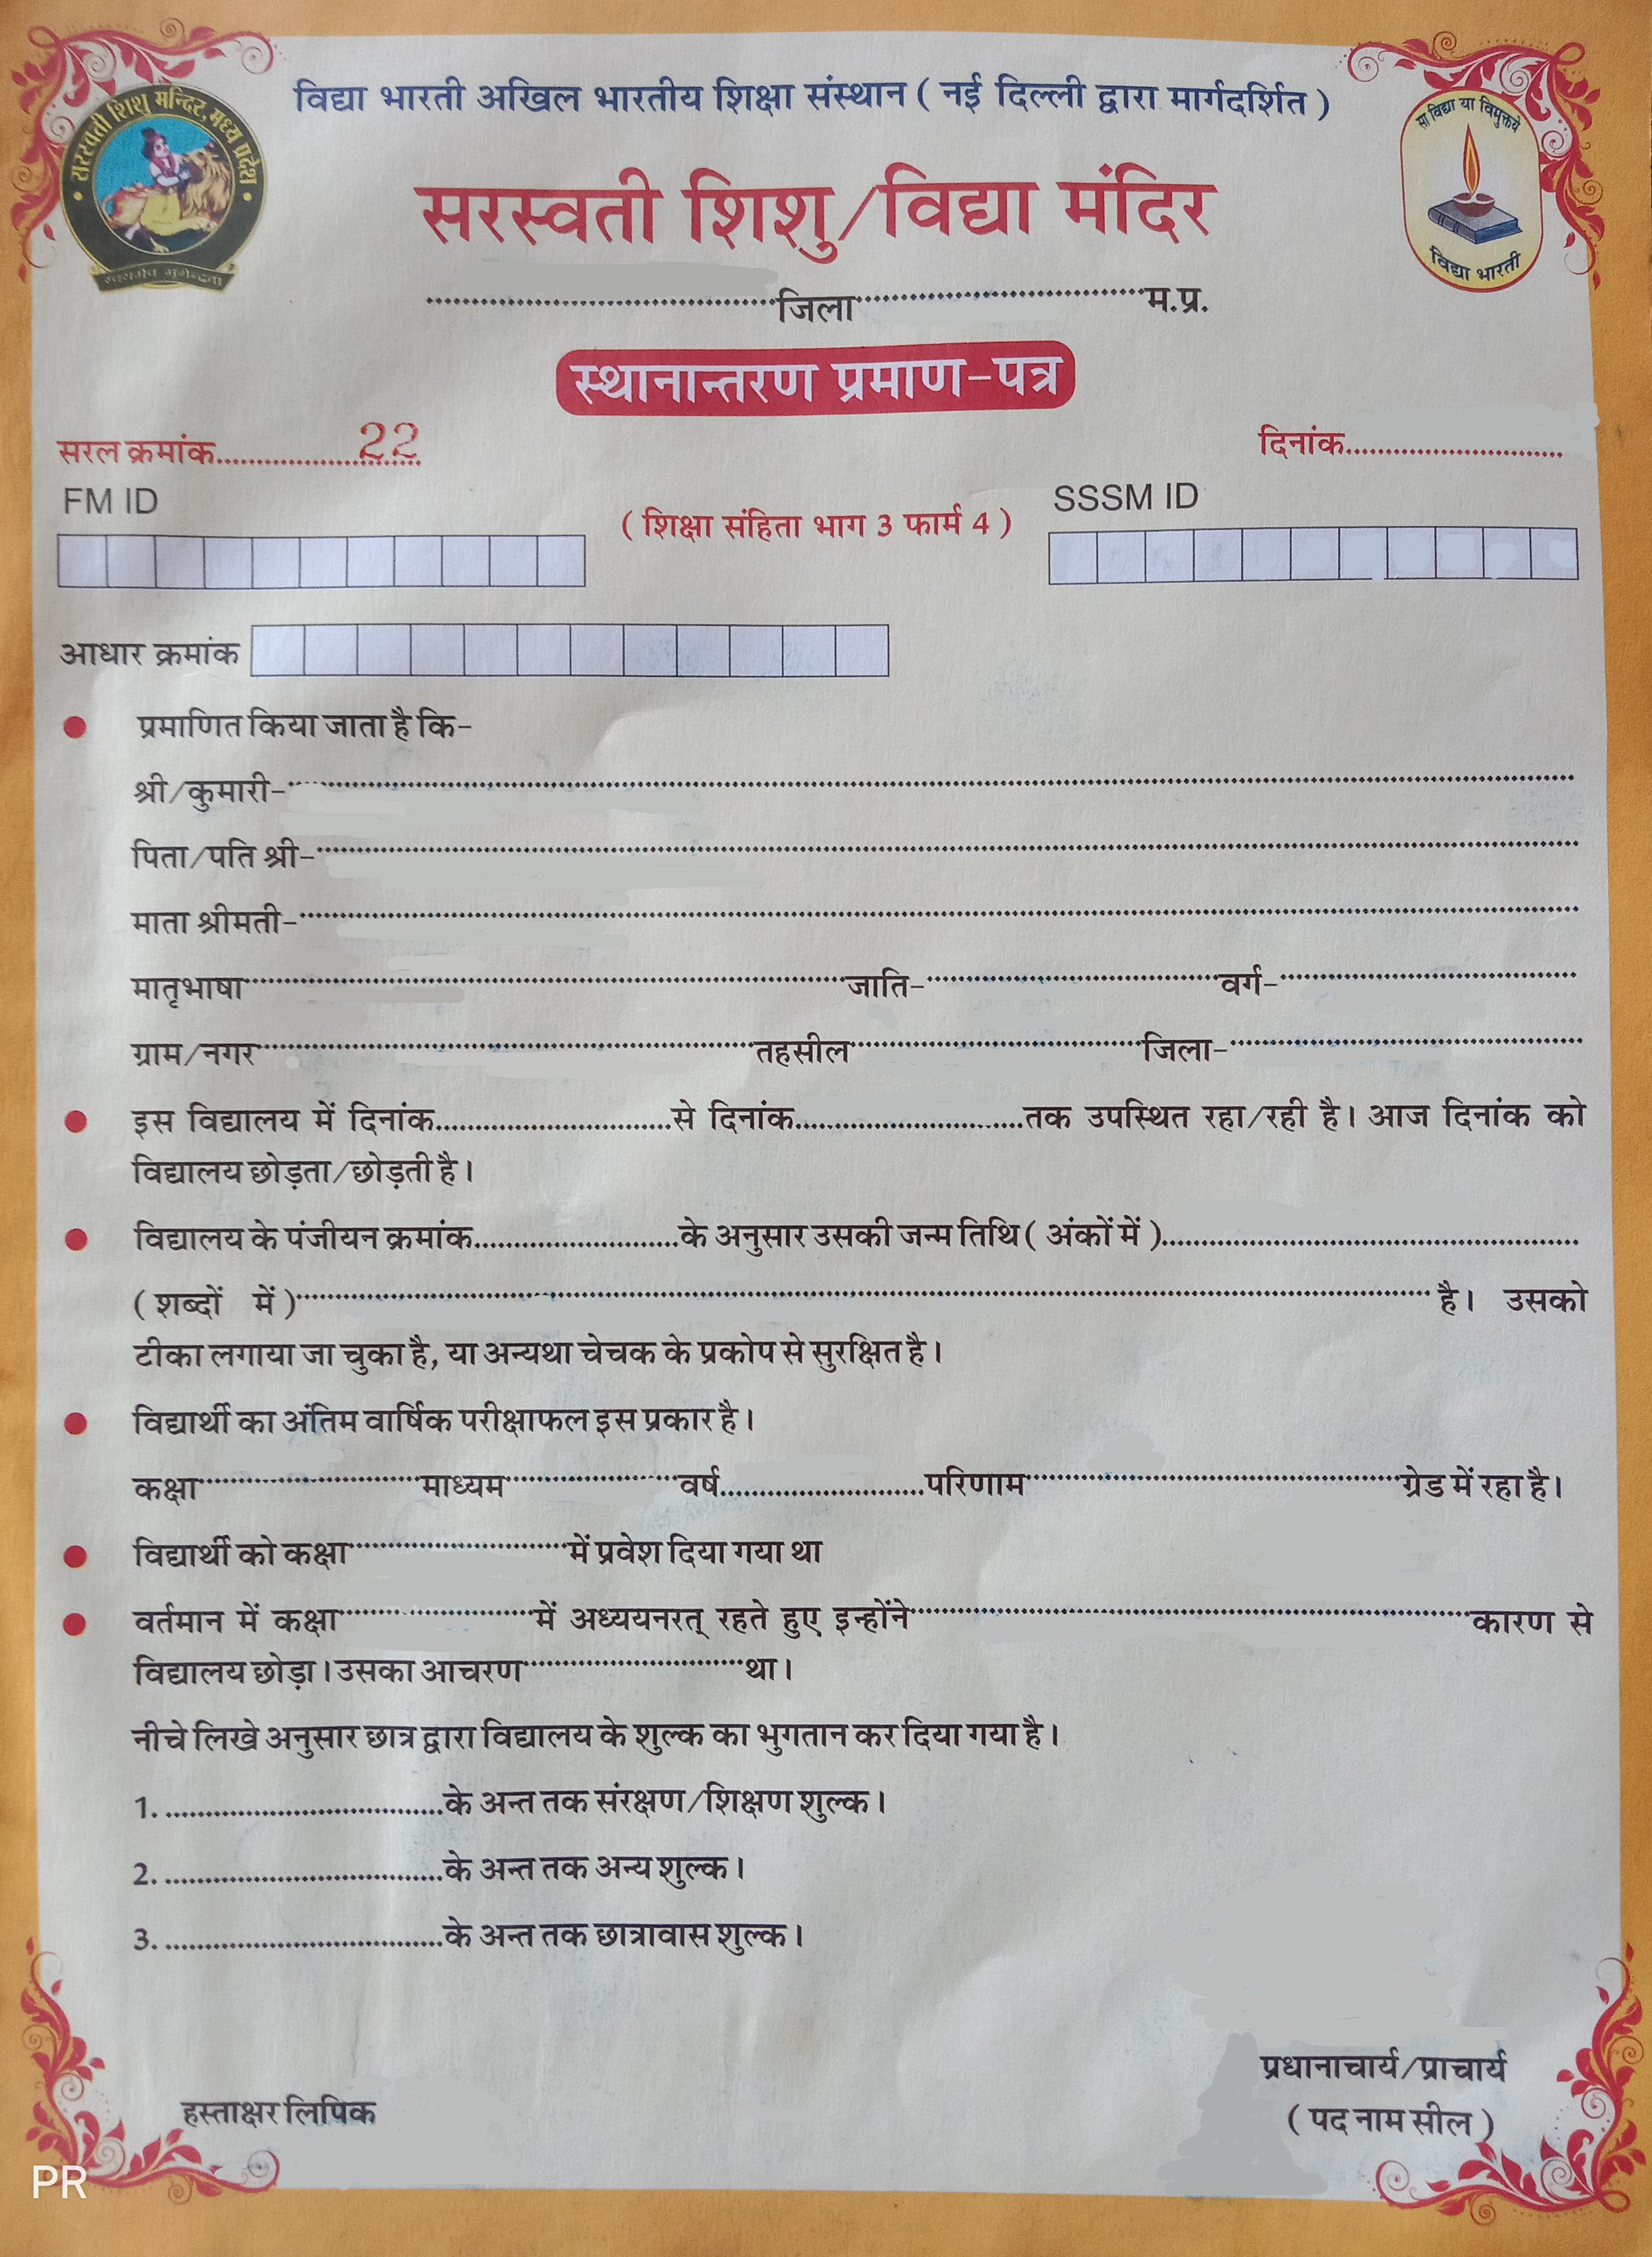 विद्या भारती अखिल भारतीय शिक्षा संस्थान ( नई दिल्ली द्वारा मार्गदर्शित )
सरस्वती शिशु मन्दिर, मध्य प्रदेश
सा विद्या या विमुक्तये
विद्या भारती
सरस्वती शिशु/विद्या मंदिर
....................जिला....................म.प्र.
स्थानान्तरण प्रमाण-पत्र
सरल क्रमांक....................22 दिनांक....................
FM ID SSSM ID
( शिक्षा संहिता भाग 3 फार्म 4 )
आधार क्रमांक
● प्रमाणित किया जाता है कि-
श्री/कुमारी-....................
पिता/पति श्री-....................
माता श्रीमती-....................
मातृभाषा....................जाति-....................वर्ग-....................
ग्राम/नगर....................तहसील....................जिला-....................
● इस विद्यालय में दिनांक....................से दिनांक....................तक उपस्थित रहा/रही है। आज दिनांक को
विद्यालय छोड़ता/छोड़ती है।
● विद्यालय के पंजीयन क्रमांक....................के अनुसार उसकी जन्म तिथि ( अंकों में )....................
( शब्दों में )....................है। उसको
टीका लगाया जा चुका है, या अन्यथा चेचक के प्रकोप से सुरक्षित है।
● विद्यार्थी का अंतिम वार्षिक परीक्षाफल इस प्रकार है।
कक्षा....................माध्यम....................वर्ष....................परिणाम....................ग्रेड में रहा है।
● विद्यार्थी को कक्षा....................में प्रवेश दिया गया था
● वर्तमान में कक्षा....................में अध्ययनरत् रहते हुए इन्होंने....................कारण से
विद्यालय छोड़ा। उसका आचरण....................था।
नीचे लिखे अनुसार छात्र द्वारा विद्यालय के शुल्क का भुगतान कर दिया गया है।
1. ....................के अन्त तक संरक्षण/शिक्षण शुल्क।
2. ....................के अन्त तक अन्य शुल्क।
3. ....................के अन्त तक छात्रावास शुल्क।
प्रधानाचार्य/प्राचार्य
हस्ताक्षर लिपिक ( पद नाम सील )
PR